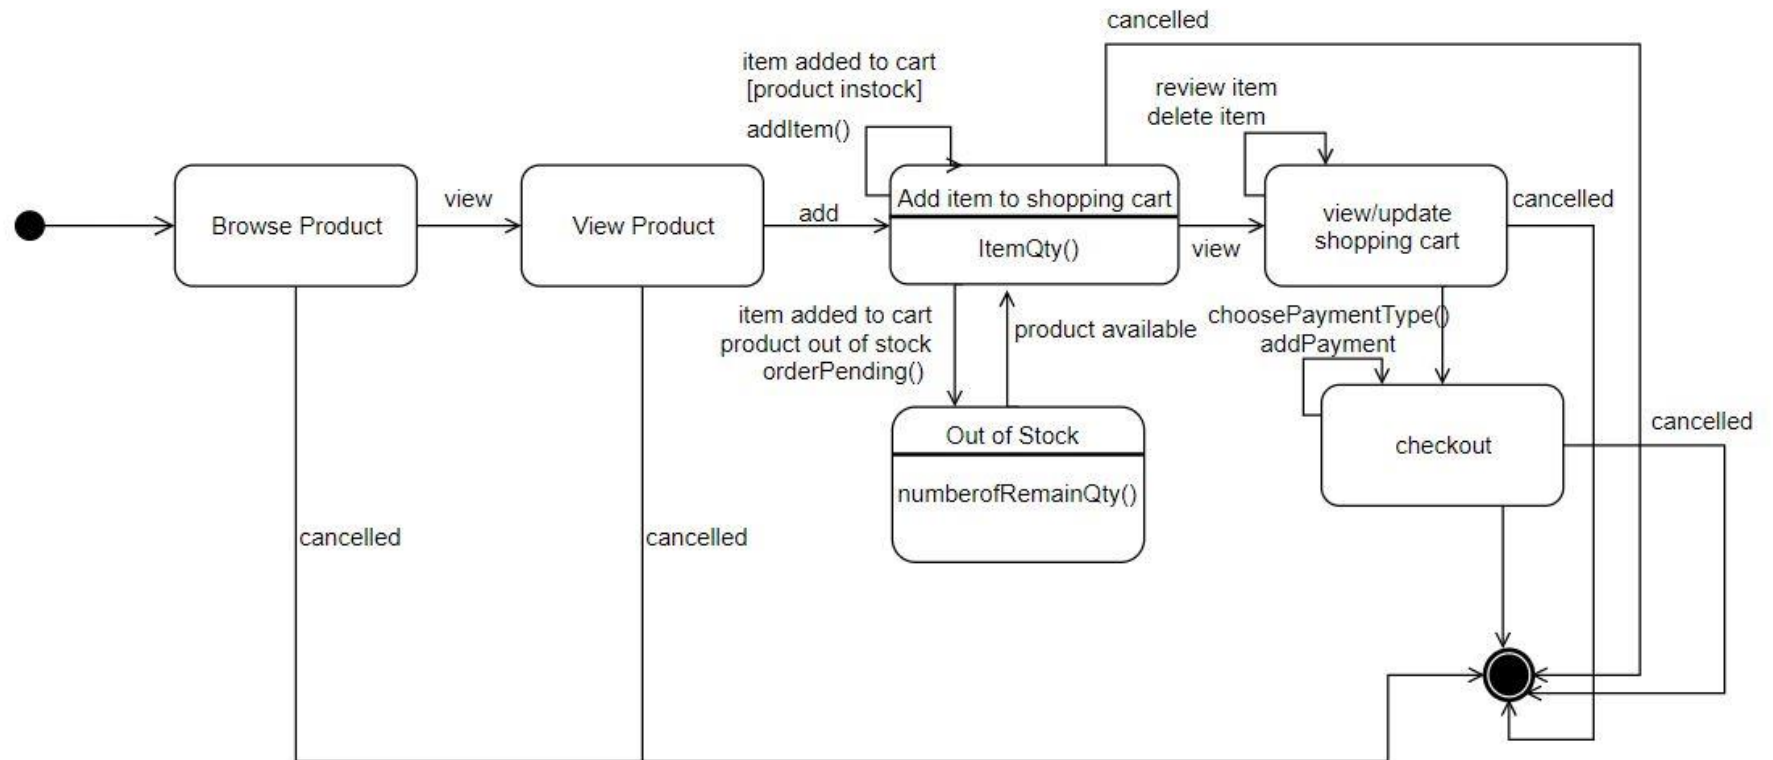 cancelled
item added to cart
[product instock]
addItem()
review item
delete item
Browse Product
view
View Product
add
Add item to shopping cart
ItemQty()
view
view/update
shopping cart
cancelled
item added to cart
product out of stock
orderPending()
product available
choosePaymentType()
addPayment
Out of Stock
numberofRemainQty()
checkout
cancelled
cancelled
cancelled